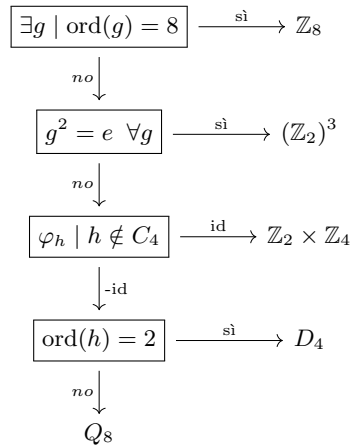 ∃g | ord(g) = 8 sì ℤ₈
no
g² = e ∀g sì (ℤ₂)³
no
φₕ | h ∉ C₄ id ℤ₂ × ℤ₄
-id
ord(h) = 2 sì D₄
no
Q₈